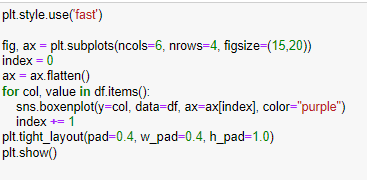 plt.style.use('fast')
fig, ax = plt.subplots(ncols=6, nrows=4, figsize=(15,20))
index = 0
ax = ax.flatten()
for col, value in df.items():
    sns.boxenplot(y=col, data=df, ax=ax[index], color="purple")
    index += 1
plt.tight_layout(pad=0.4, w_pad=0.4, h_pad=1.0)
plt.show()